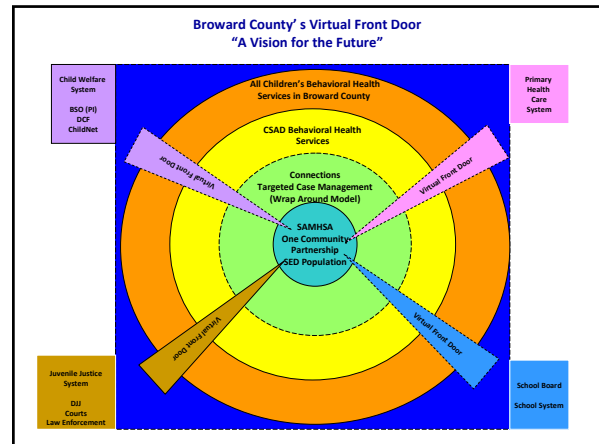 Broward County' s Virtual Front Door
"A Vision for the Future"
Child Welfare
System
BSO (PI)
DCF
ChildNet
All Children's Behavioral Health
Services in Broward County
Primary
Health
Care
System
CSAD Behavioral Health
Services
Virtual Front Door
Virtual Front Door
Connections
Targeted Case Management
(Wrap Around Model)
SAMHSA
One Community
Partnership
SED Population
Virtual Front Door
Virtual Front Door
Juvenile Justice
System
DJJ
Courts
Law Enforcement
School Board
School System